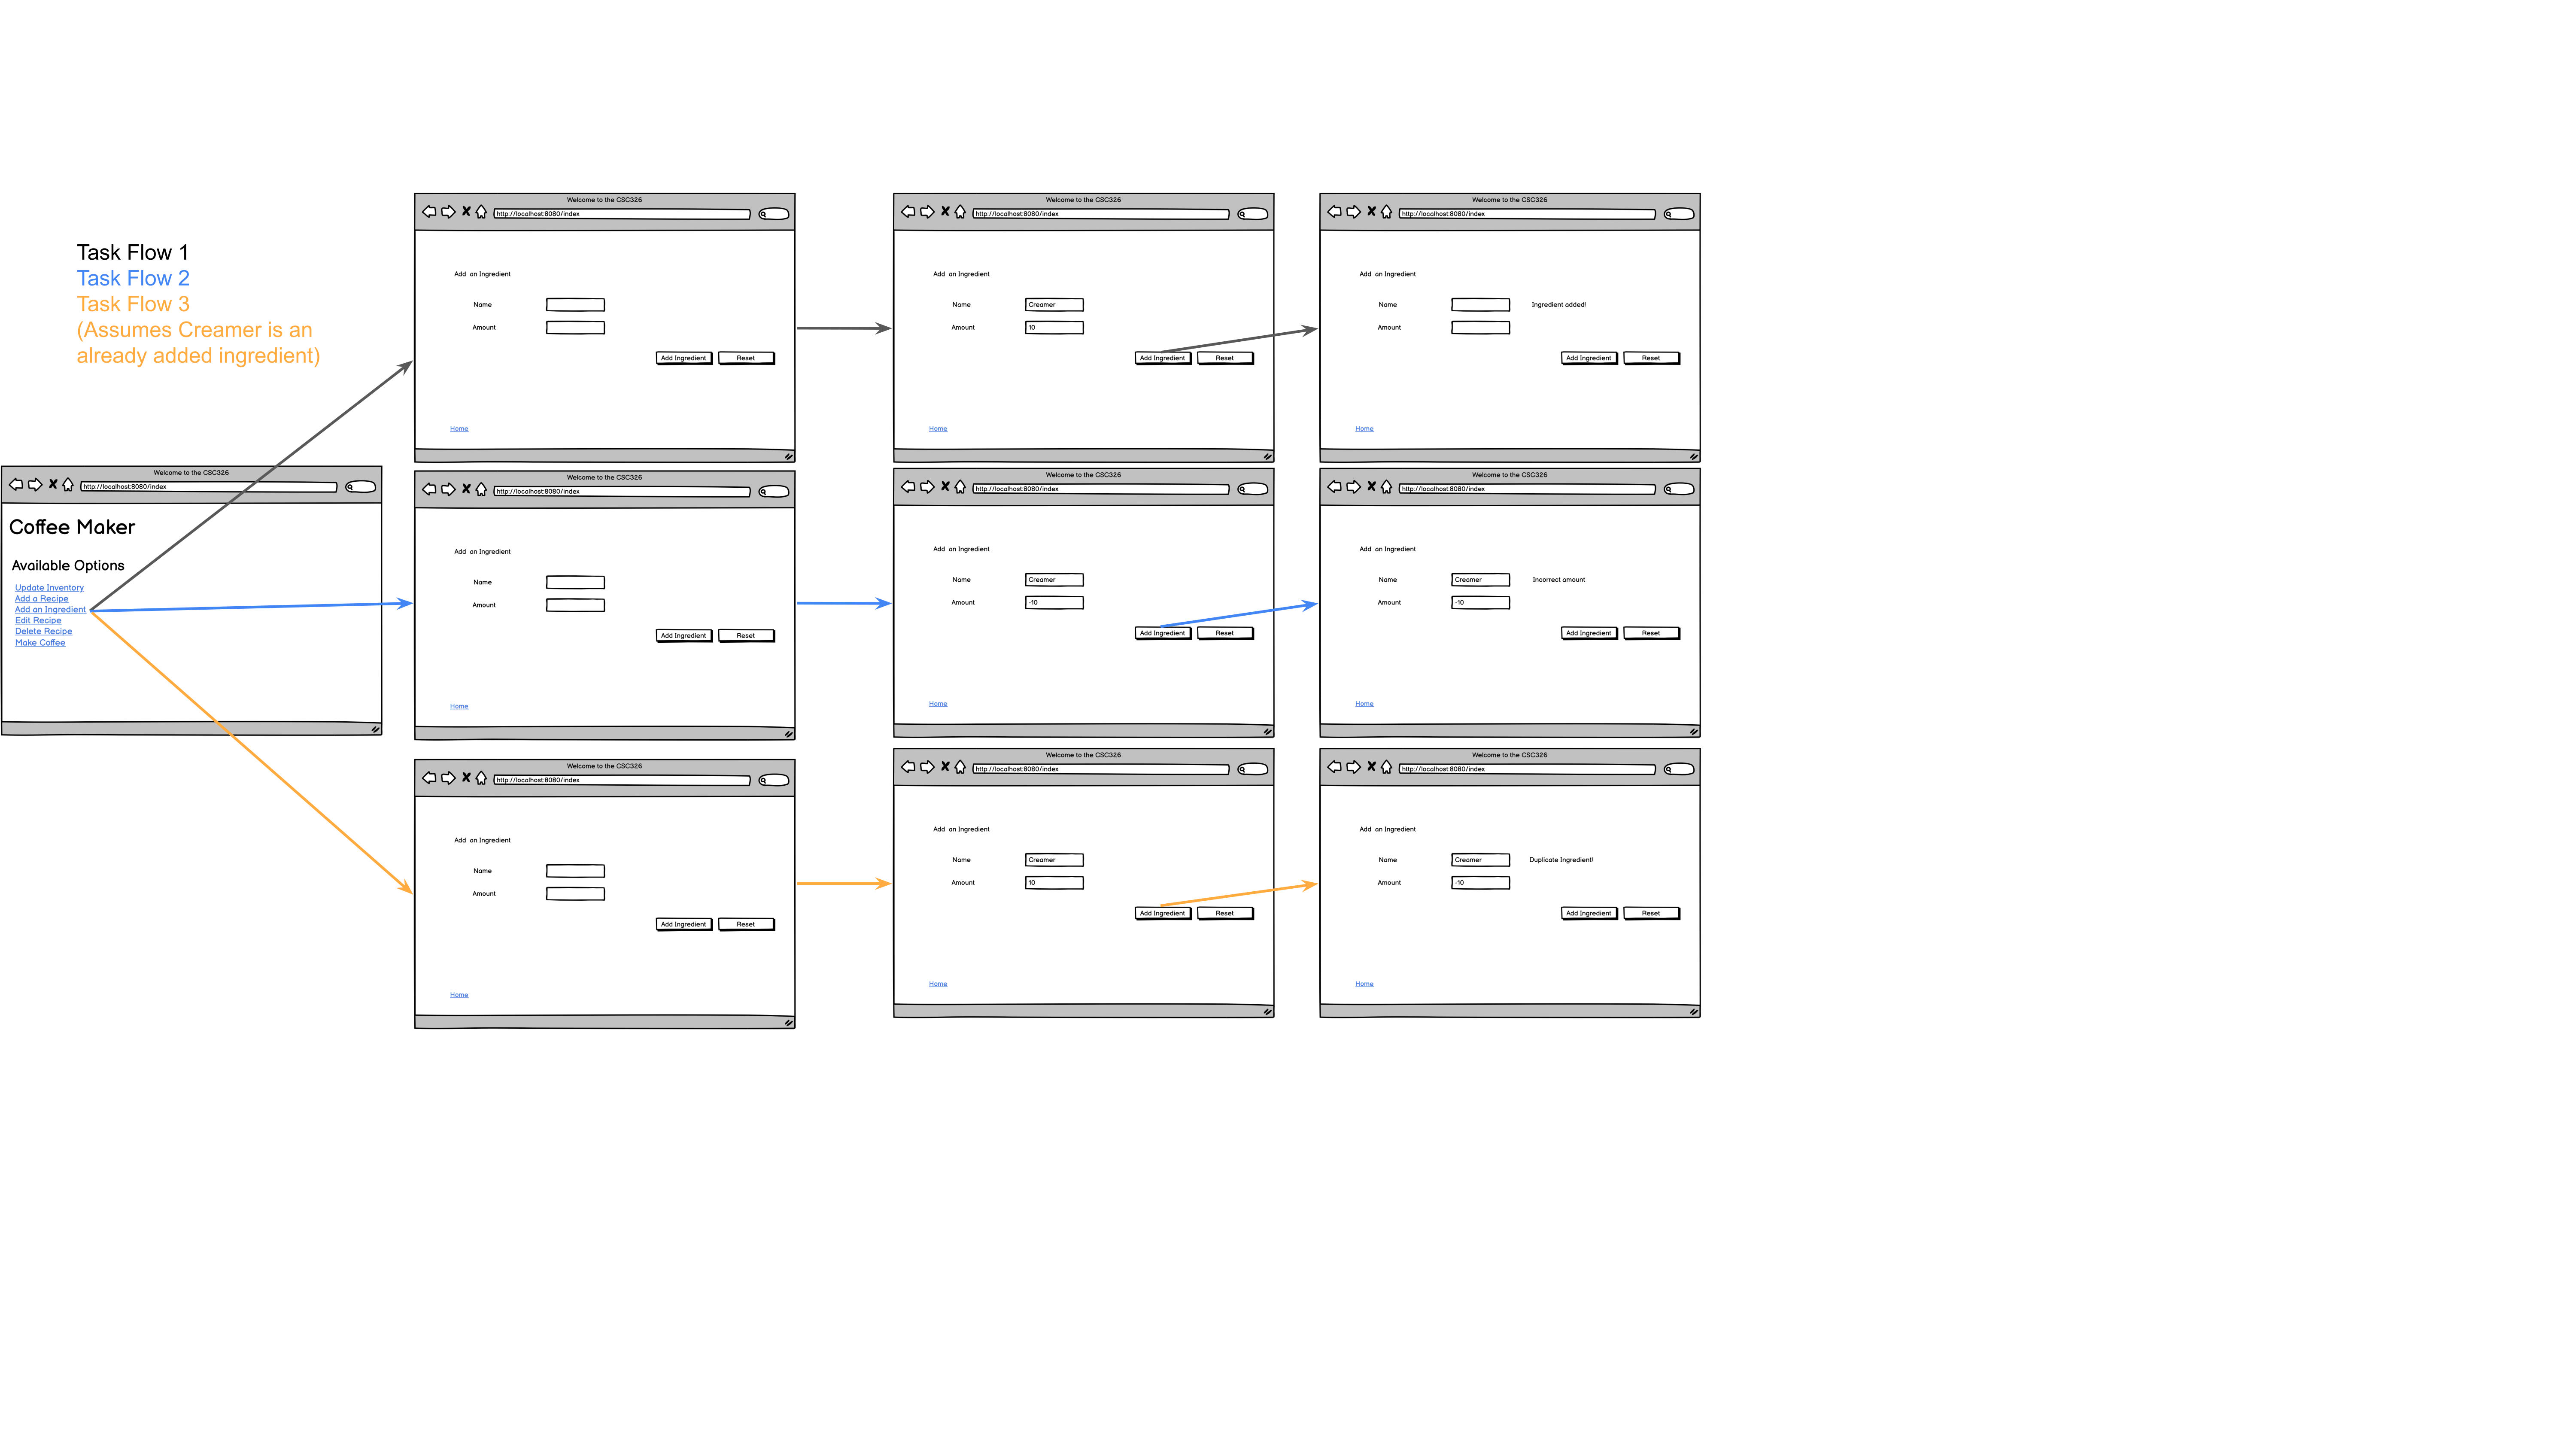 Task Flow 1
Task Flow 2
Task Flow 3
(Assumes Creamer is an
already added ingredient)
Welcome to the CSC326
http://localhost:8080/index
Coffee Maker
Available Options
Update Inventory
Add a Recipe
Add an Ingredient
Edit Recipe
Delete Recipe
Make Coffee
Welcome to the CSC326
http://localhost:8080/index
Add an Ingredient
Name
Amount
Add Ingredient Reset
Home
Welcome to the CSC326
http://localhost:8080/index
Add an Ingredient
Name Creamer
Amount 10
Add Ingredient Reset
Home
Welcome to the CSC326
http://localhost:8080/index
Add an Ingredient
Name Ingredient added!
Amount
Add Ingredient Reset
Home
Welcome to the CSC326
http://localhost:8080/index
Add an Ingredient
Name
Amount
Add Ingredient Reset
Home
Welcome to the CSC326
http://localhost:8080/index
Add an Ingredient
Name Creamer
Amount -10
Add Ingredient Reset
Home
Welcome to the CSC326
http://localhost:8080/index
Add an Ingredient
Name Creamer Incorrect amount
Amount -10
Add Ingredient Reset
Home
Welcome to the CSC326
http://localhost:8080/index
Add an Ingredient
Name
Amount
Add Ingredient Reset
Home
Welcome to the CSC326
http://localhost:8080/index
Add an Ingredient
Name Creamer
Amount 10
Add Ingredient Reset
Home
Welcome to the CSC326
http://localhost:8080/index
Add an Ingredient
Name Creamer Duplicate Ingredient!
Amount -10
Add Ingredient Reset
Home